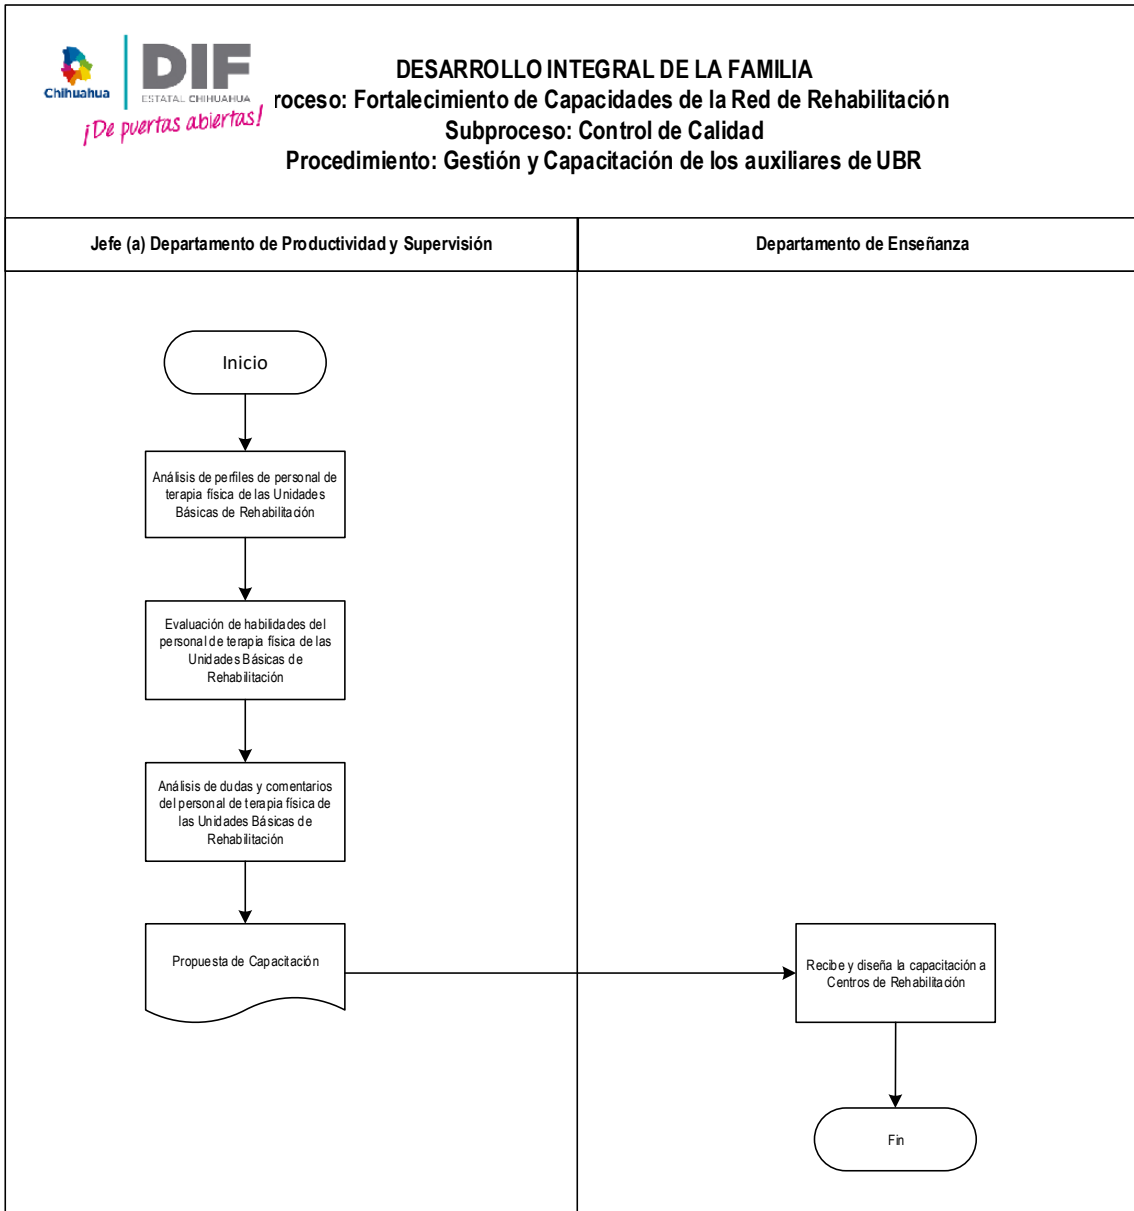 Chihuahua
DIF
ESTATAL CHIHUAHUA
¡De puertas abiertas!
DESARROLLO INTEGRAL DE LA FAMILIA
roceso: Fortalecimiento de Capacidades de la Red de Rehabilitación
Subproceso: Control de Calidad
Procedimiento: Gestión y Capacitación de los auxiliares de UBR
Jefe (a) Departamento de Productividad y Supervisión
Departamento de Enseñanza
Inicio
Análisis de perfiles de personal de
terapia física de las Unidades
Básicas de Rehabilitación
Evaluación de habilidades del
personal de terapia física de las
Unidades Básicas de
Rehabilitación
Análisis de dudas y comentarios
del personal de terapia física de
las Unidades Básicas de
Rehabilitación
Propuesta de Capacitación
Recibe y diseña la capacitación a
Centros de Rehabilitación
Fin